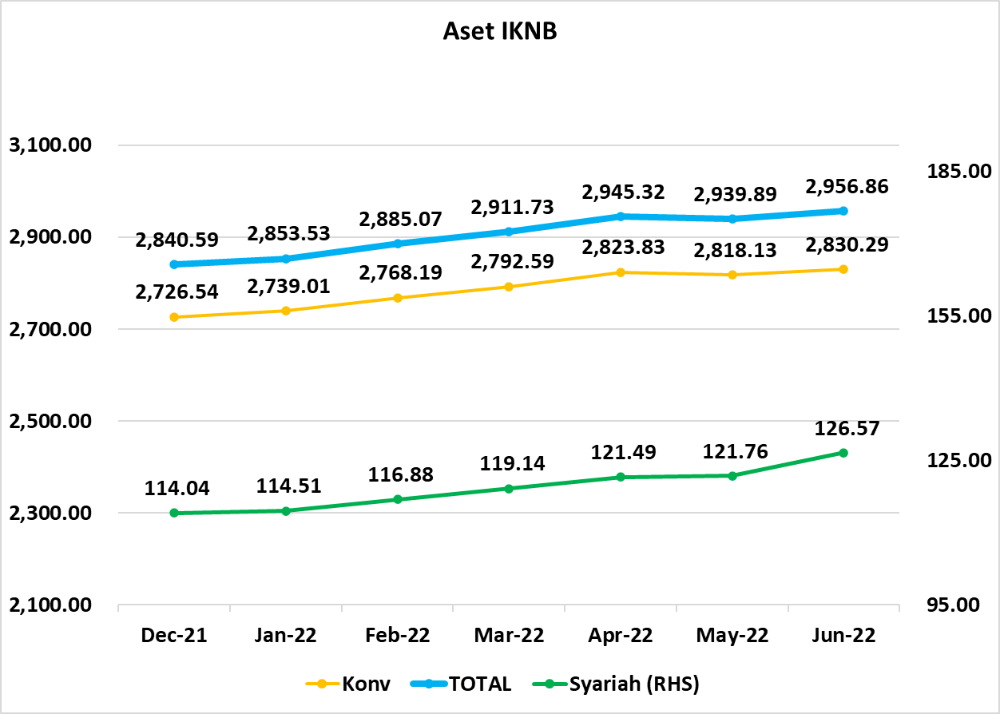 Aset IKNB
3,100.00
2,900.00
2,700.00
2,500.00
2,300.00
2,100.00
185.00
155.00
125.00
95.00
2,840.59 2,853.53 2,885.07 2,911.73 2,945.32 2,939.89 2,956.86
2,726.54 2,739.01 2,768.19 2,792.59 2,823.83 2,818.13 2,830.29
114.04 114.51 116.88 119.14 121.49 121.76 126.57
Dec-21 Jan-22 Feb-22 Mar-22 Apr-22 May-22 Jun-22
Konv TOTAL Syariah (RHS)